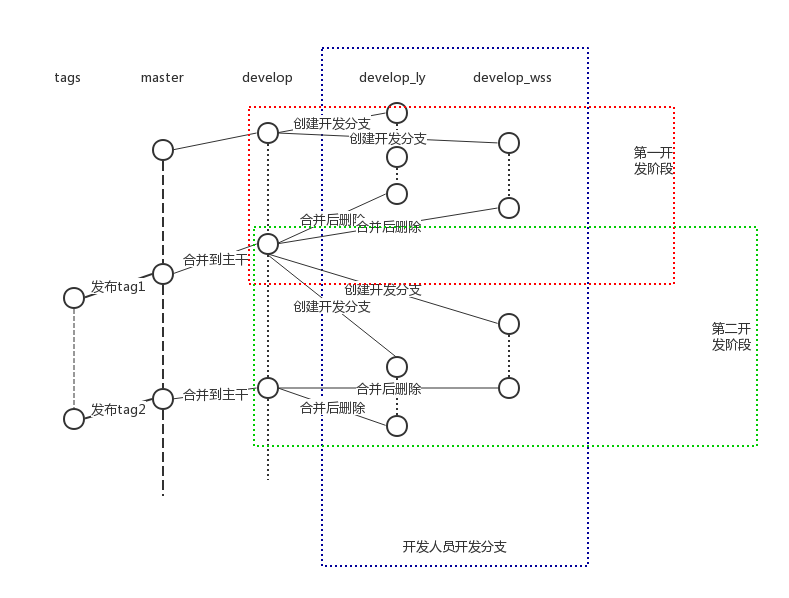 tags
master
develop
develop_ly
develop_wss
创建开发分支
创建开发分支
第一开
发阶段
合并后删除
合并后删除
合并到主干
发布tag1
创建开发分支
创建开发分支
第二开
发阶段
合并后删除
合并到主干
合并后删除
发布tag2
开发人员开发分支